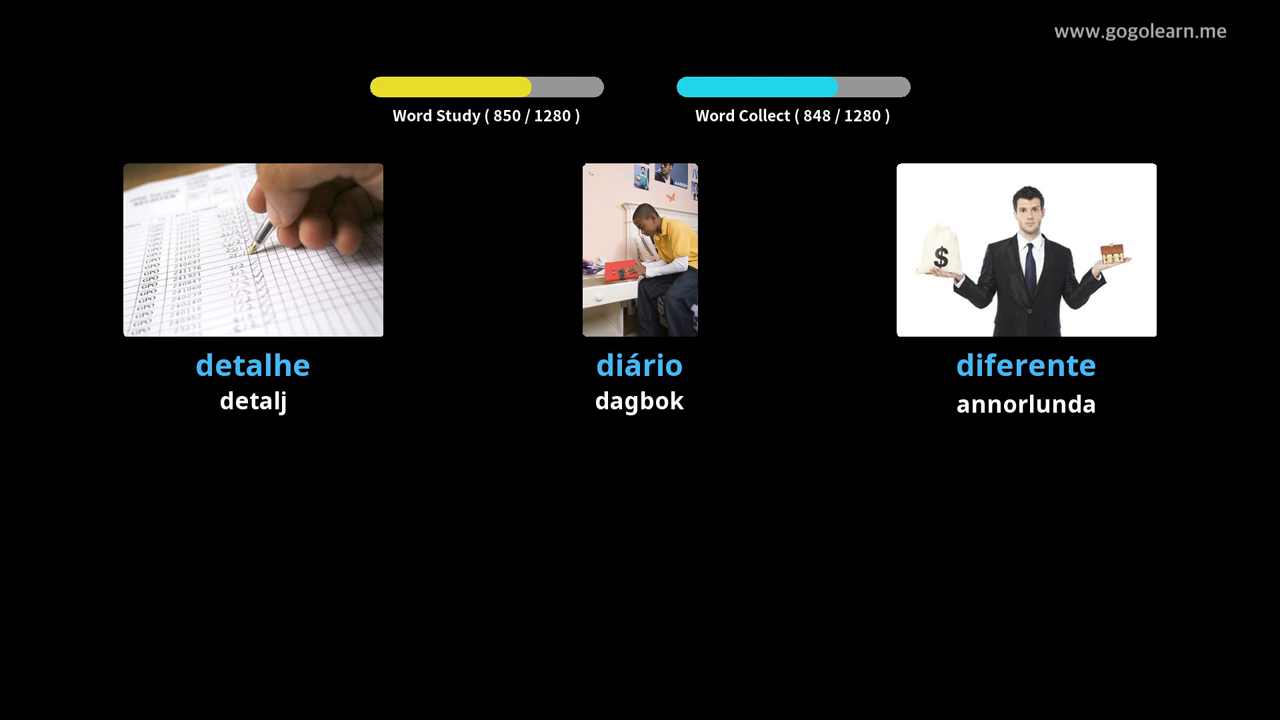 www.gogolearn.me
Word Study ( 850 / 1280 )
Word Collect ( 848 / 1280 )
$
detalhe
detalj
diário
dagbok
diferente
annorlunda